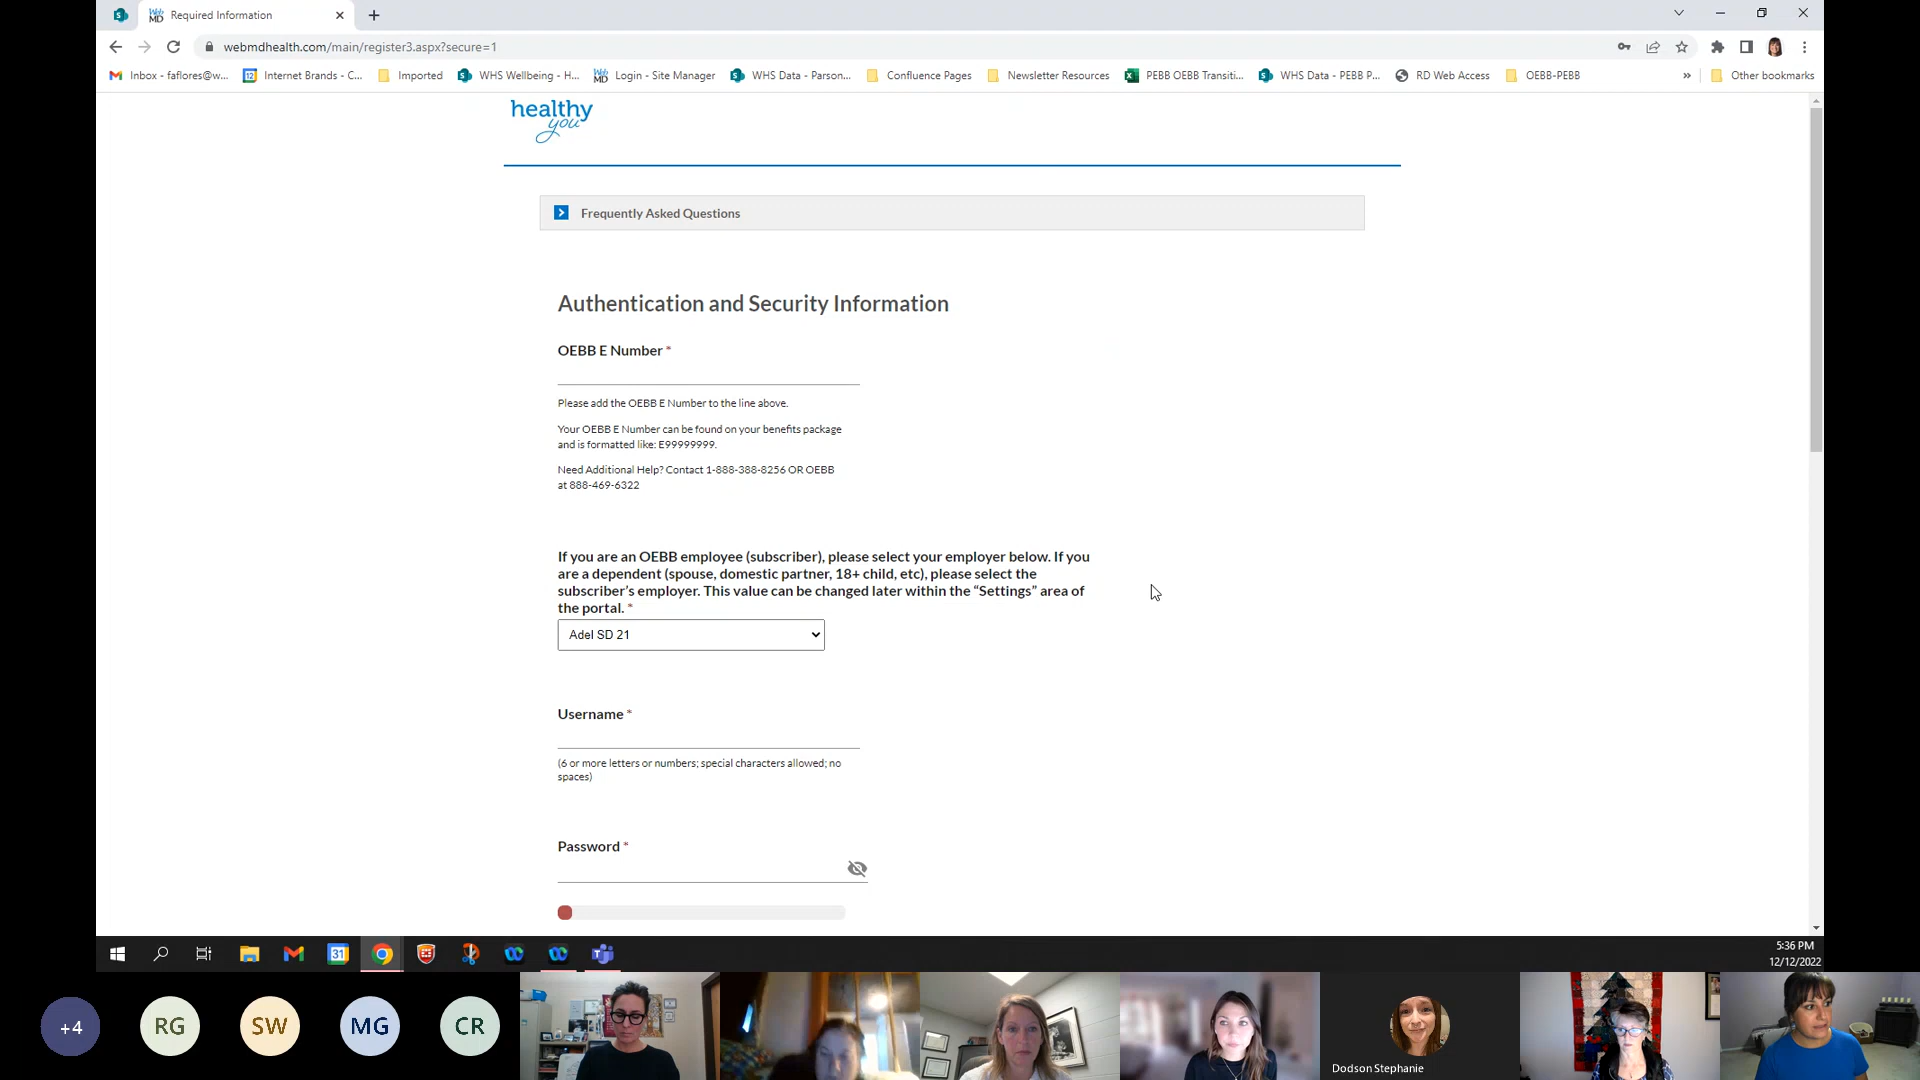 Required Information
webmdhealth.com/main/register3.aspx?secure=1
Inbox - faflores@w...
Internet Brands - C...
Imported
WHS Wellbeing - H...
Login - Site Manager
WHS Data - Parson...
Confluence Pages
Newsletter Resources
PEBB OEBB Transiti...
WHS Data - PEBB P...
RD Web Access
OEBB-PEBB
»
Other bookmarks
healthy
you
Frequently Asked Questions
Authentication and Security Information
OEBB E Number *
Please add the OEBB E Number to the line above.
Your OEBB E Number can be found on your benefits package
and is formatted like: E99999999.
Need Additional Help? Contact 1-888-388-8256 OR OEBB
at 888-469-6322
If you are an OEBB employee (subscriber), please select your employer below. If you
are a dependent (spouse, domestic partner, 18+ child, etc), please select the
subscriber’s employer. This value can be changed later within the “Settings” area of
the portal. *
Adel SD 21
Username *
(6 or more letters or numbers; special characters allowed; no
spaces)
Password *
5:36 PM
12/12/2022
+4
RG
SW
MG
CR
Dodson Stephanie